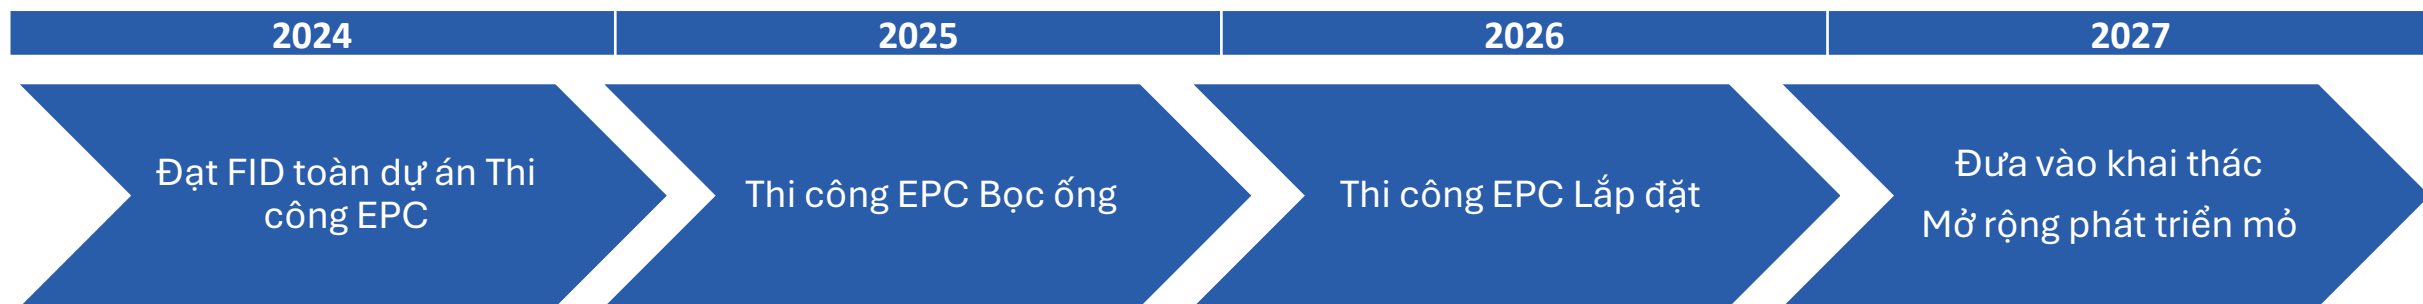 2024
2025
2026
2027
Đạt FID toàn dự án Thi
công EPC
Thi công EPC Bọc ống
Thi công EPC Lắp đặt
Đưa vào khai thác
Mở rộng phát triển mỏ